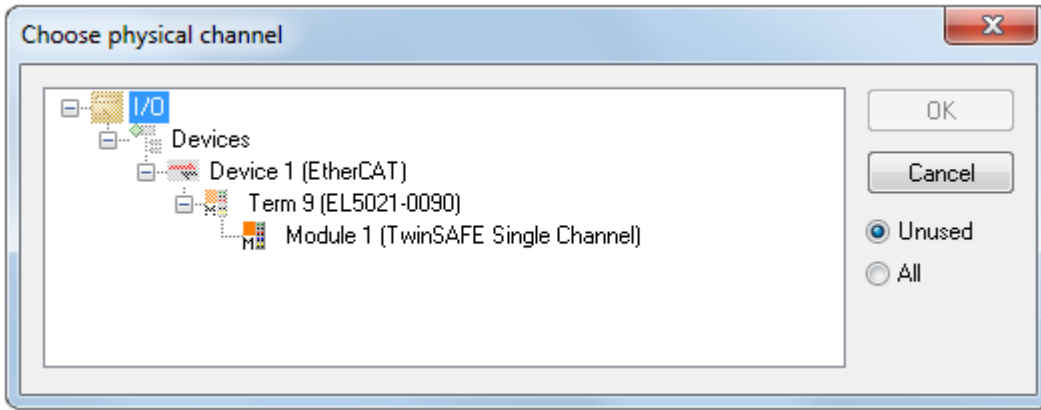 Choose physical channel
I/O
OK
Devices
Device 1 (EtherCAT)
Cancel
Term 9 (EL5021-0090)
Unused
Module 1 (TwinSAFE Single Channel)
All